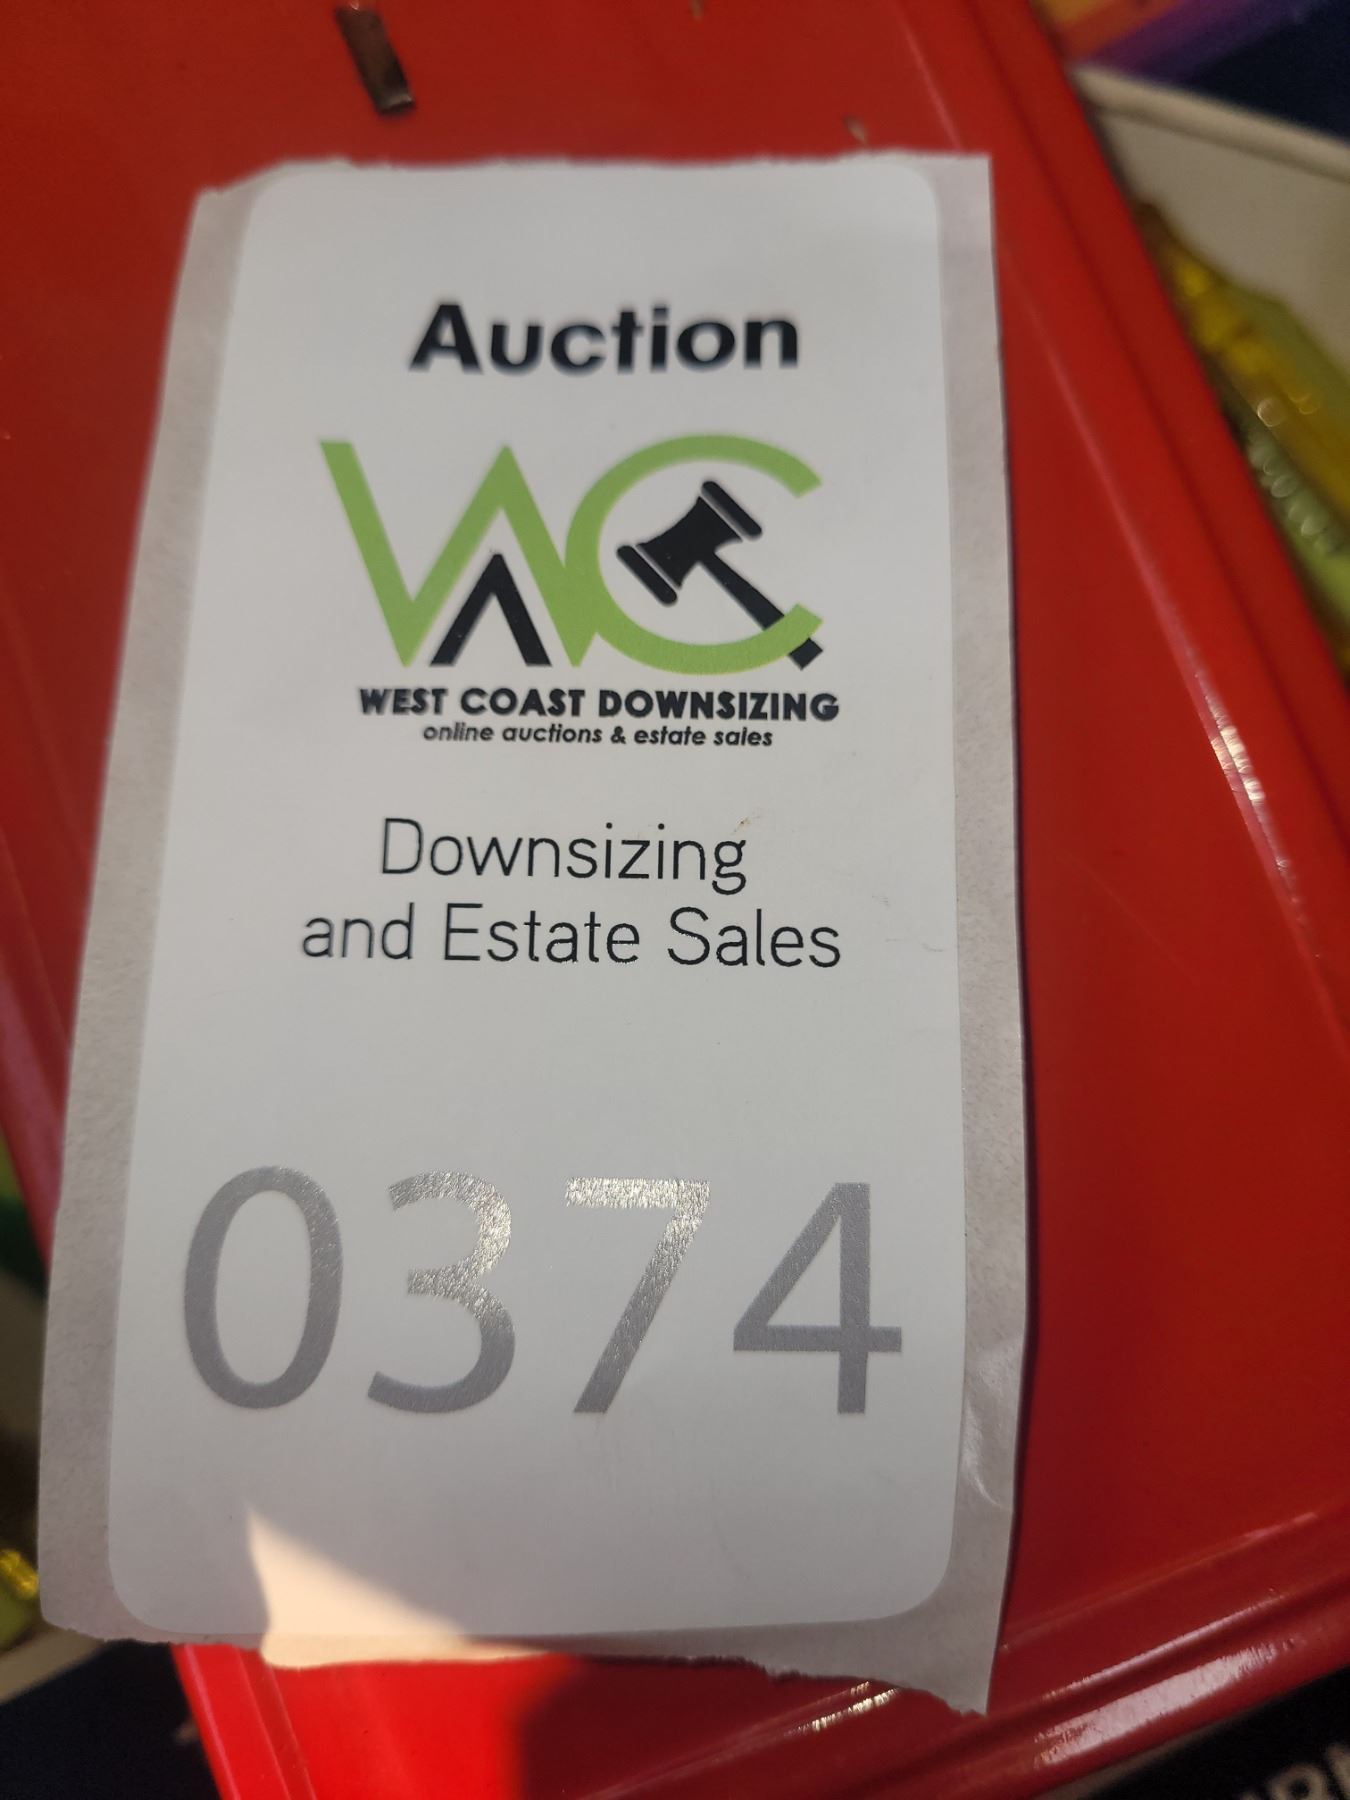 Auction
WC
WEST COAST DOWNSIZING
online auctions & estate sales
Downsizing
and Estate Sales
0374